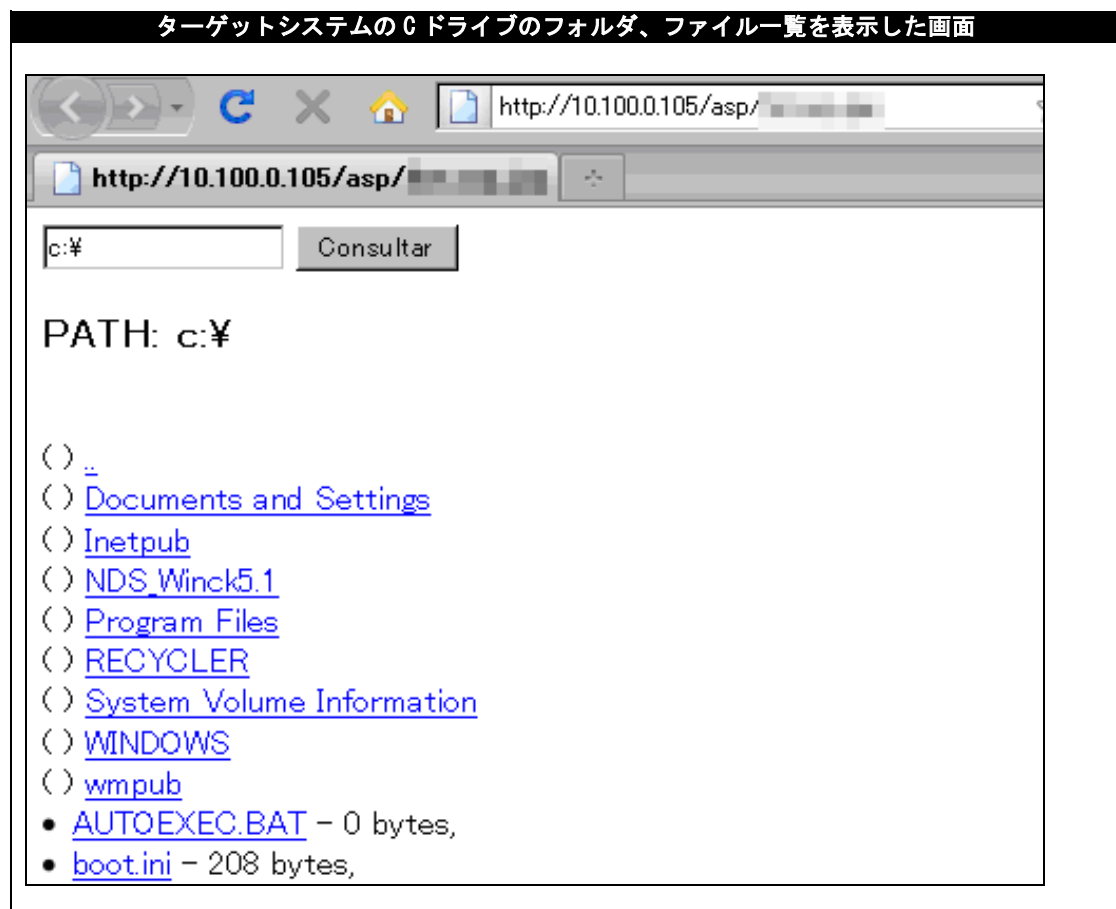 ターゲットシステムの C ドライブのフォルダ、ファイル一覧を表示した画面
http://10.100.0.105/asp/
http://10.100.0.105/asp/
c:¥ Consultar
PATH: c:¥
( ) ..
( ) Documents and Settings
( ) Inetpub
( ) NDS_Winck5.1
( ) Program Files
( ) RECYCLER
( ) System Volume Information
( ) WINDOWS
( ) wmpub
• AUTOEXEC.BAT – 0 bytes,
• boot.ini – 208 bytes,